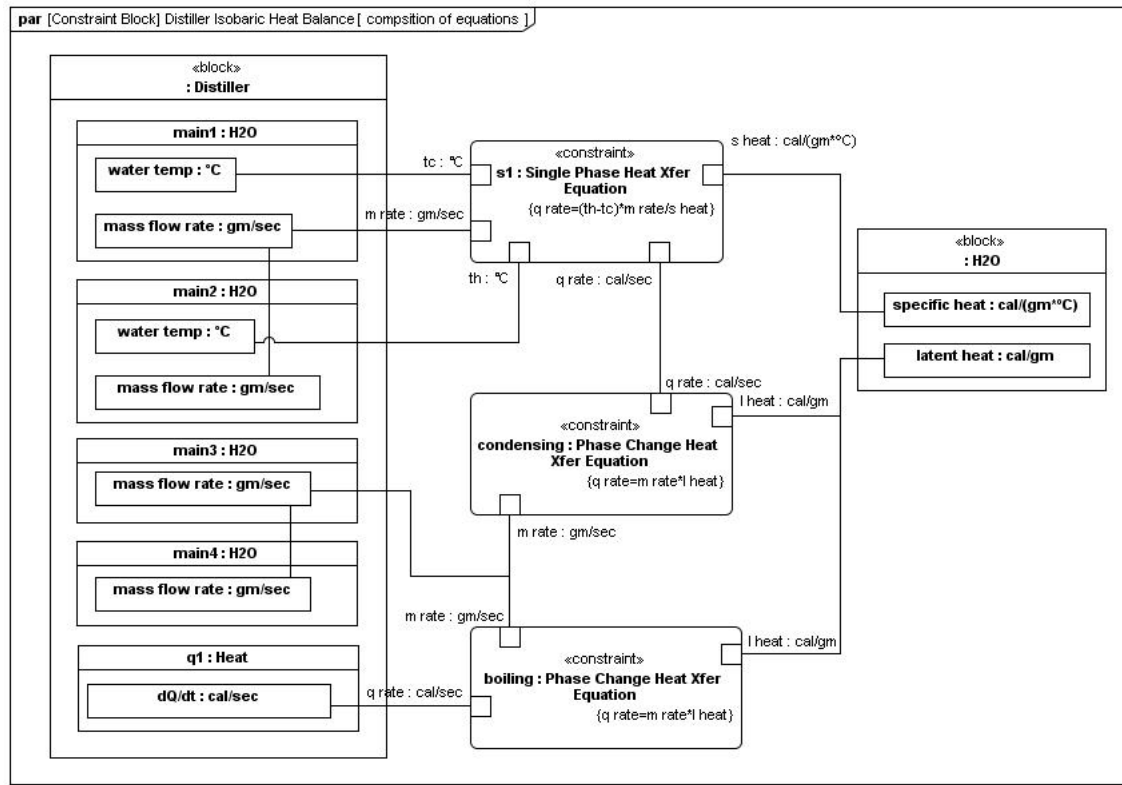 par [Constraint Block] Distiller Isobaric Heat Balance [ compsition of equations ]
«block»
: Distiller
main1 : H2O
water temp : °C
mass flow rate : gm/sec
main2 : H2O
water temp : °C
mass flow rate : gm/sec
main3 : H2O
mass flow rate : gm/sec
main4 : H2O
mass flow rate : gm/sec
q1 : Heat
dQ/dt : cal/sec
tc : °C
m rate : gm/sec
th : °C
q rate : cal/sec
s heat : cal/(gm*°C)
«constraint»
s1 : Single Phase Heat Xfer
Equation
{q rate=(th-tc)*m rate/s heat}
q rate : cal/sec
l heat : cal/gm
«constraint»
condensing : Phase Change Heat
Xfer Equation
{q rate=m rate*l heat}
m rate : gm/sec
m rate : gm/sec
l heat : cal/gm
q rate : cal/sec
«constraint»
boiling : Phase Change Heat Xfer
Equation
{q rate=m rate*l heat}
«block»
: H2O
specific heat : cal/(gm*°C)
latent heat : cal/gm